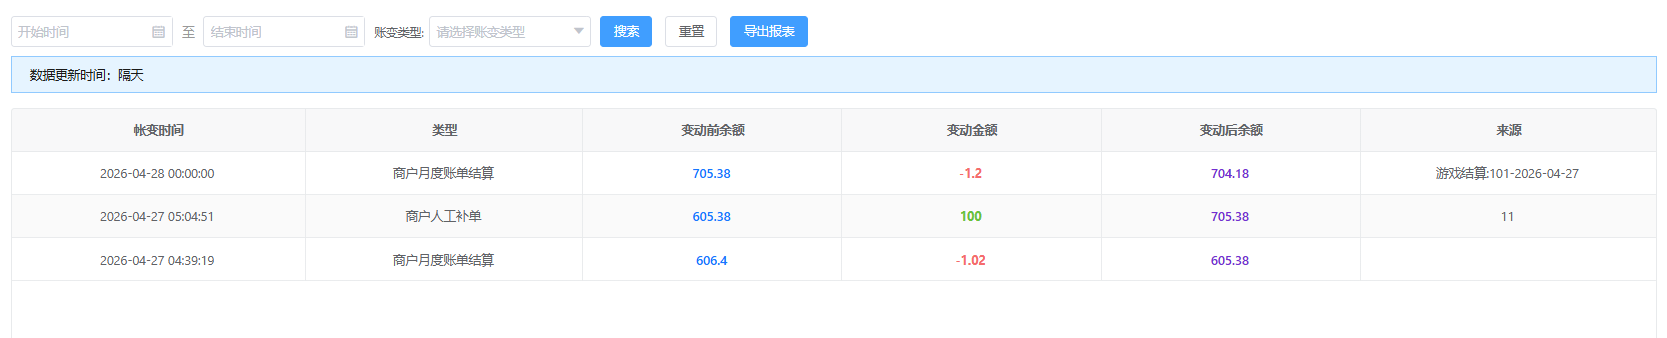 开始时间 至 结束时间 账变类型: 请选择账变类型 搜索 重置 导出报表
数据更新时间：隔天
帐变时间 类型 变动前余额 变动金额 变动后余额 来源
2026-04-28 00:00:00 商户月度账单结算 705.38 -1.2 704.18 游戏结算:101-2026-04-27
2026-04-27 05:04:51 商户人工补单 605.38 100 705.38 11
2026-04-27 04:39:19 商户月度账单结算 606.4 -1.02 605.38